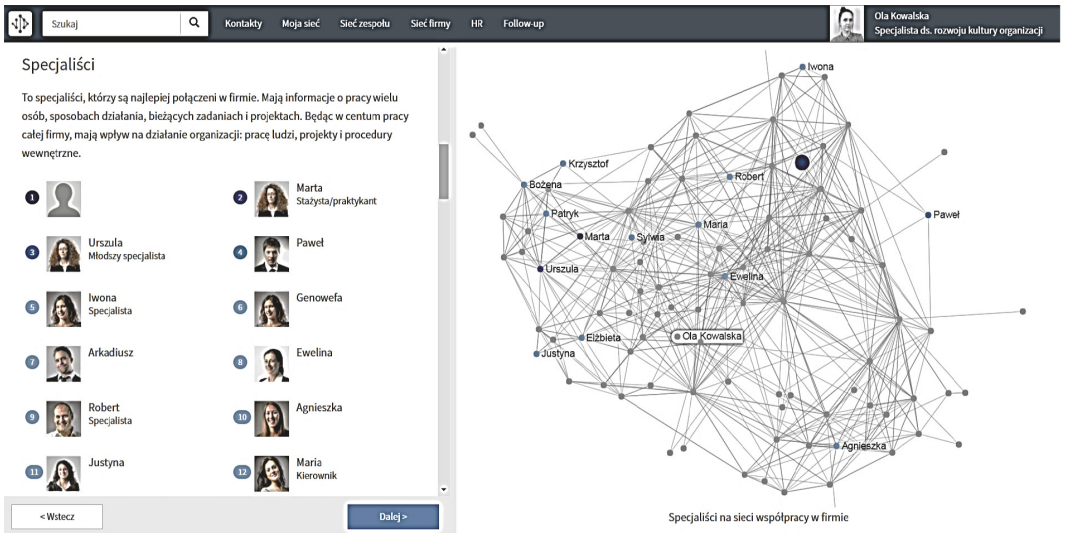 Szukaj
Kontakty
Moja sieć
Sieć zespołu
Sieć firmy
HR
Follow-up
Ola Kowalska
Specjalista ds. rozwoju kultury organizacji
Specjaliści
To specjaliści, którzy są najlepiej połączeni w firmie. Mają informacje o pracy wielu
osób, sposobach działania, bieżących zadaniach i projektach. Będąc w centum pracy
całej firmy, mają wpływ na działanie organizacji: pracę ludzi, projekty i procedury
wewnętrzne.
1
2
Marta
Stażysta/praktykant
3
Urszula
Młodszy specjalista
4
Paweł
5
Iwona
Specjalista
6
Genowefa
7
Arkadiusz
8
Ewelina
9
Robert
Specjalista
10
Agnieszka
11
Justyna
12
Maria
Kierownik
< Wstecz
Dalej >
Iwona
Krzysztof
Robert
Bożena
Patryk
Paweł
Maria
Marta
Sylwia
Urszula
Ewelina
Elżbieta
Ola Kowalska
Justyna
Agnieszka
Specjaliści na sieci współpracy w firmie